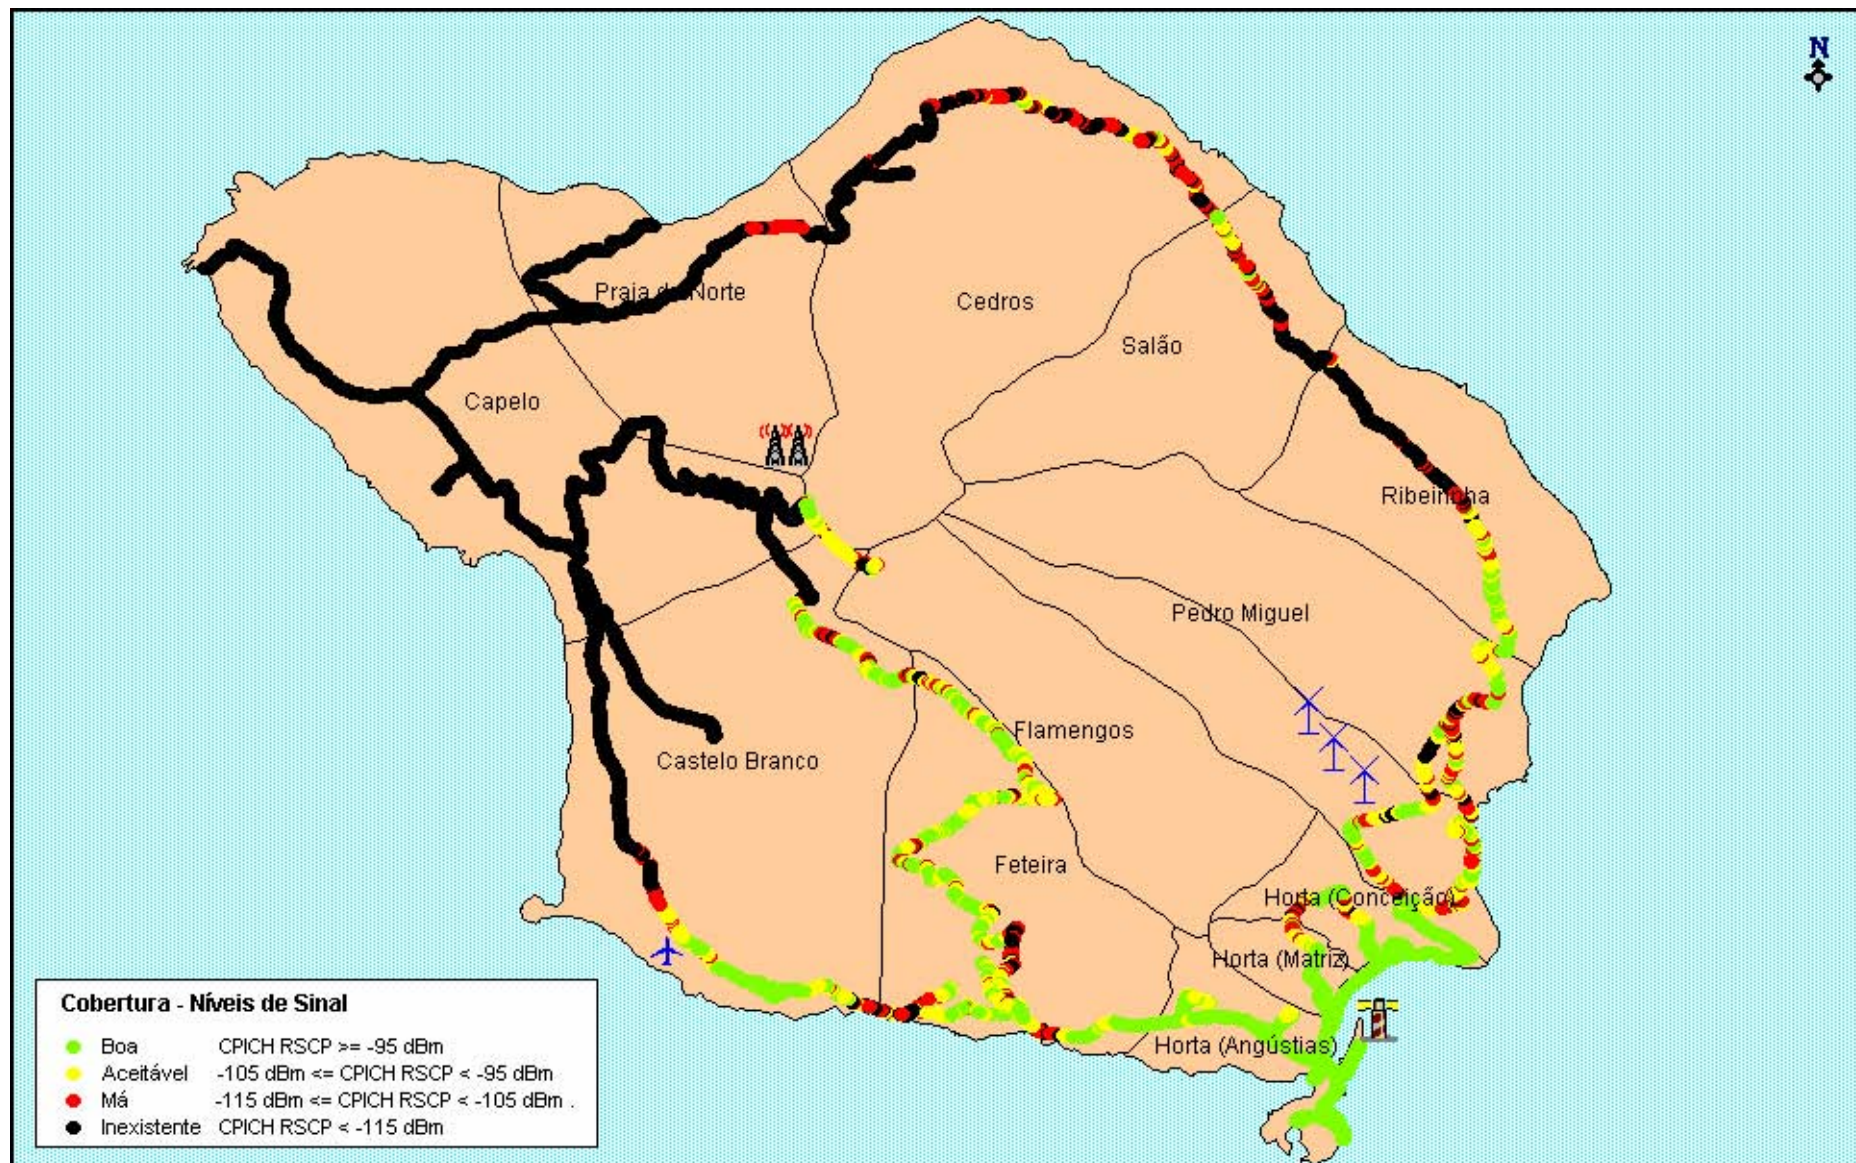 N
Praia do Norte
Cedros
Salão
Capelo
Ribeirinha
Pedro Miguel
Flamengos
Castelo Branco
Feteira
Horta (Conceição)
Horta (Matriz)
Horta (Angústias)
Cobertura - Níveis de Sinal
Boa CPICH RSCP >= -95 dBm
Aceitável -105 dBm <= CPICH RSCP < -95 dBm
Má -115 dBm <= CPICH RSCP < -105 dBm .
Inexistente CPICH RSCP < -115 dBm